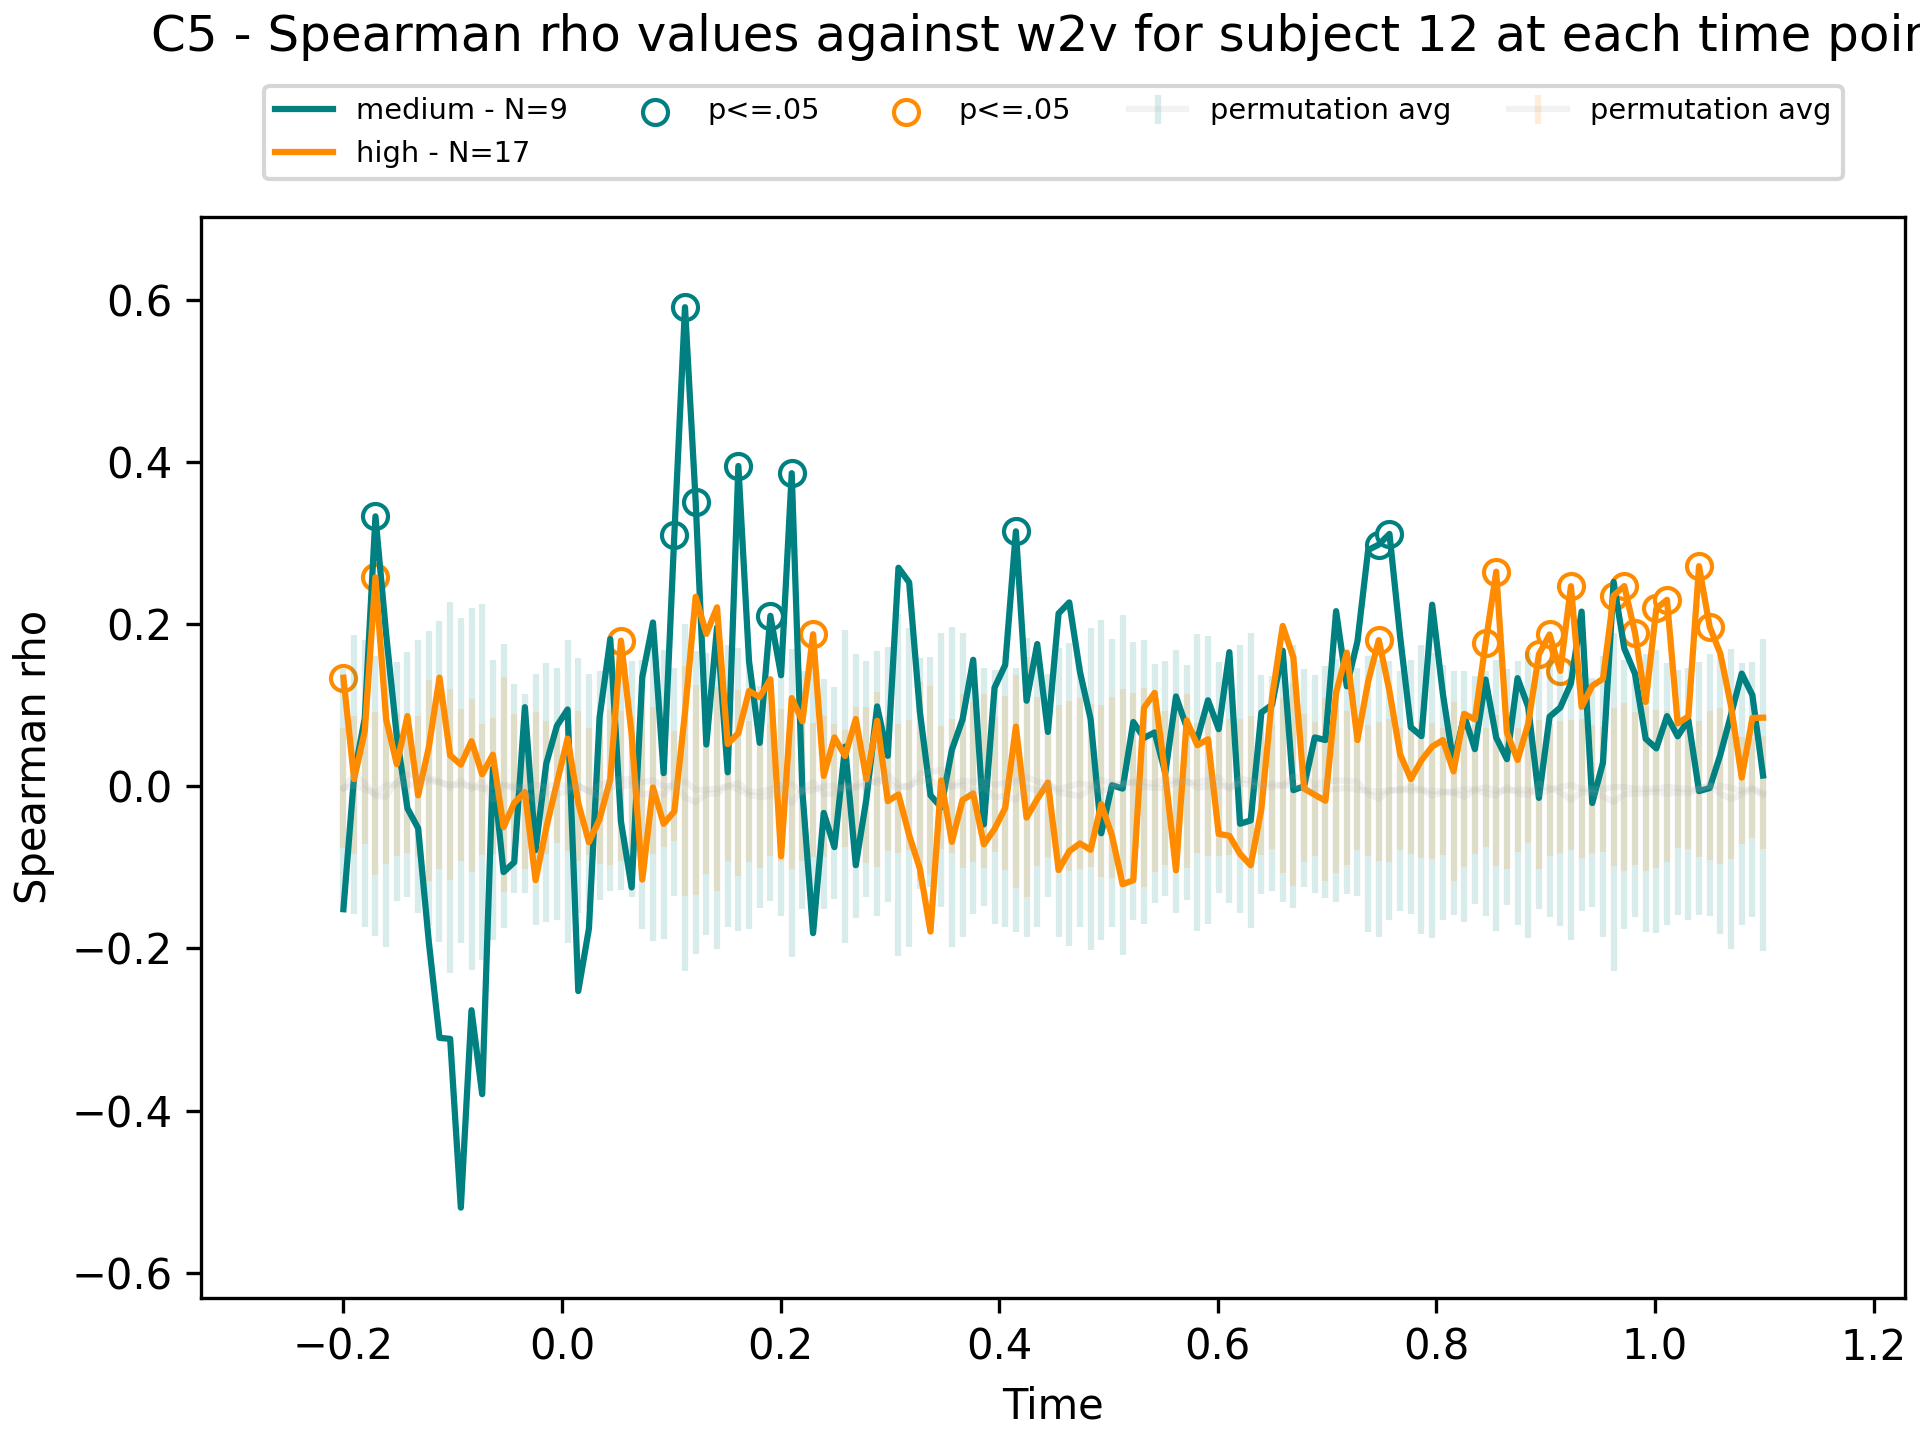 C5 - Spearman rho values against w2v for subject 12 at each time poin
medium - N=9
high - N=17
p<=.05
p<=.05
permutation avg
permutation avg
Spearman rho
0.6
0.4
0.2
0.0
−0.2
−0.4
−0.6
−0.2 0.0 0.2 0.4 0.6 0.8 1.0 1.2
Time